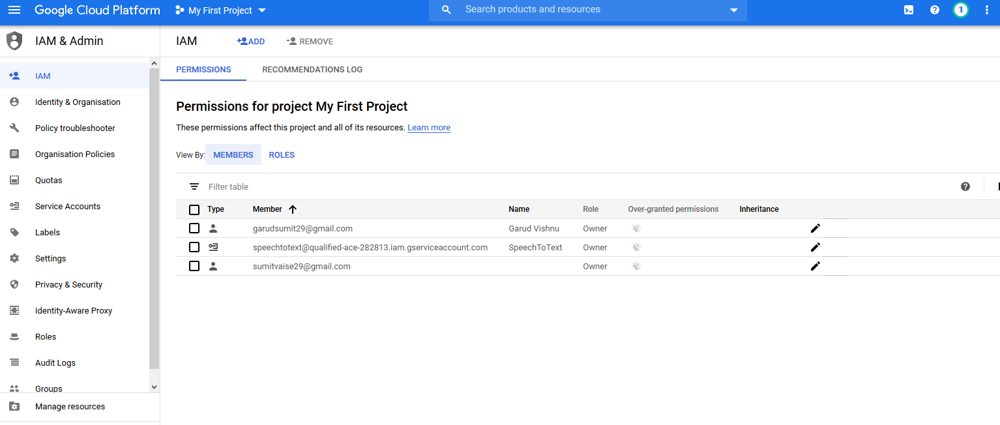 Google Cloud Platform My First Project Search products and resources 1
IAM & Admin
IAM ADD REMOVE
PERMISSIONS RECOMMENDATIONS LOG
IAM
Identity & Organisation
Policy troubleshooter
Organisation Policies
Quotas
Service Accounts
Labels
Settings
Privacy & Security
Identity-Aware Proxy
Roles
Audit Logs
Groups
Manage resources
Permissions for project My First Project
These permissions affect this project and all of its resources. Learn more
View By: MEMBERS ROLES
Filter table
Type Member Name Role Over-granted permissions Inheritance
garudsumit29@gmail.com Garud Vishnu Owner
speechtotext@qualified-ace-282813.iam.gserviceaccount.com SpeechToText Owner
sumitvaise29@gmail.com Owner